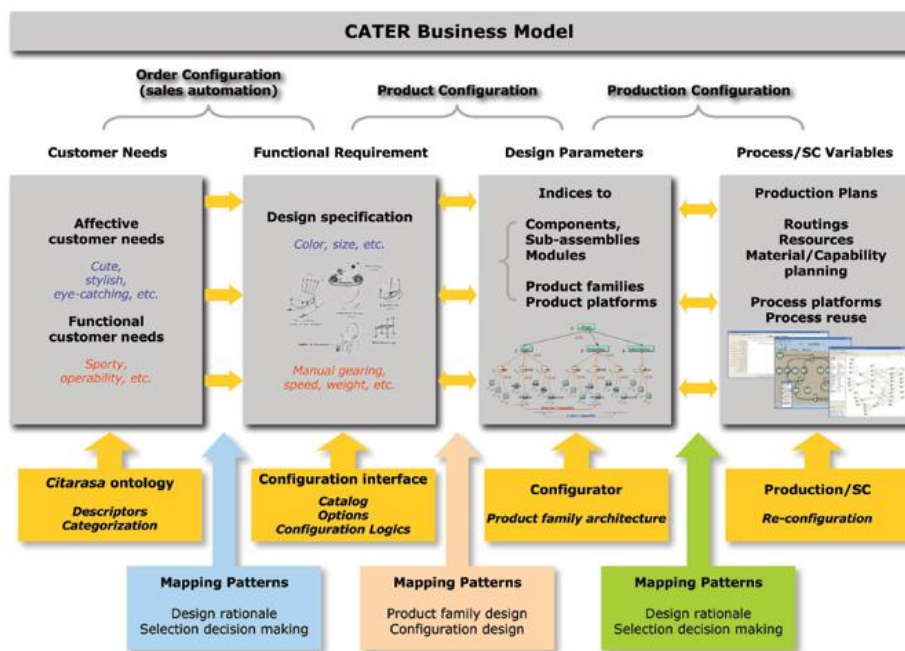 CATER Business Model
Order Configuration
(sales automation)
Product Configuration
Production Configuration
Customer Needs
Functional Requirement
Design Parameters
Process/SC Variables
Affective
customer needs
Cute,
stylish,
eye-catching, etc.
Functional
customer needs
Sporty,
operability, etc.
Design specification
Color, size, etc.
Manual gearing,
speed, weight, etc.
Indices to
Components,
Sub-assemblies
Modules
Product families
Product platforms
Production Plans
Routings
Resources
Material/Capability
planning
Process platforms
Process reuse
Citarasa ontology
Descriptors
Categorization
Configuration interface
Catalog
Options
Configuration Logics
Configurator
Product family architecture
Production/SC
Re-configuration
Mapping Patterns
Design rationale
Selection decision making
Mapping Patterns
Product family design
Configuration design
Mapping Patterns
Design rationale
Selection decision making